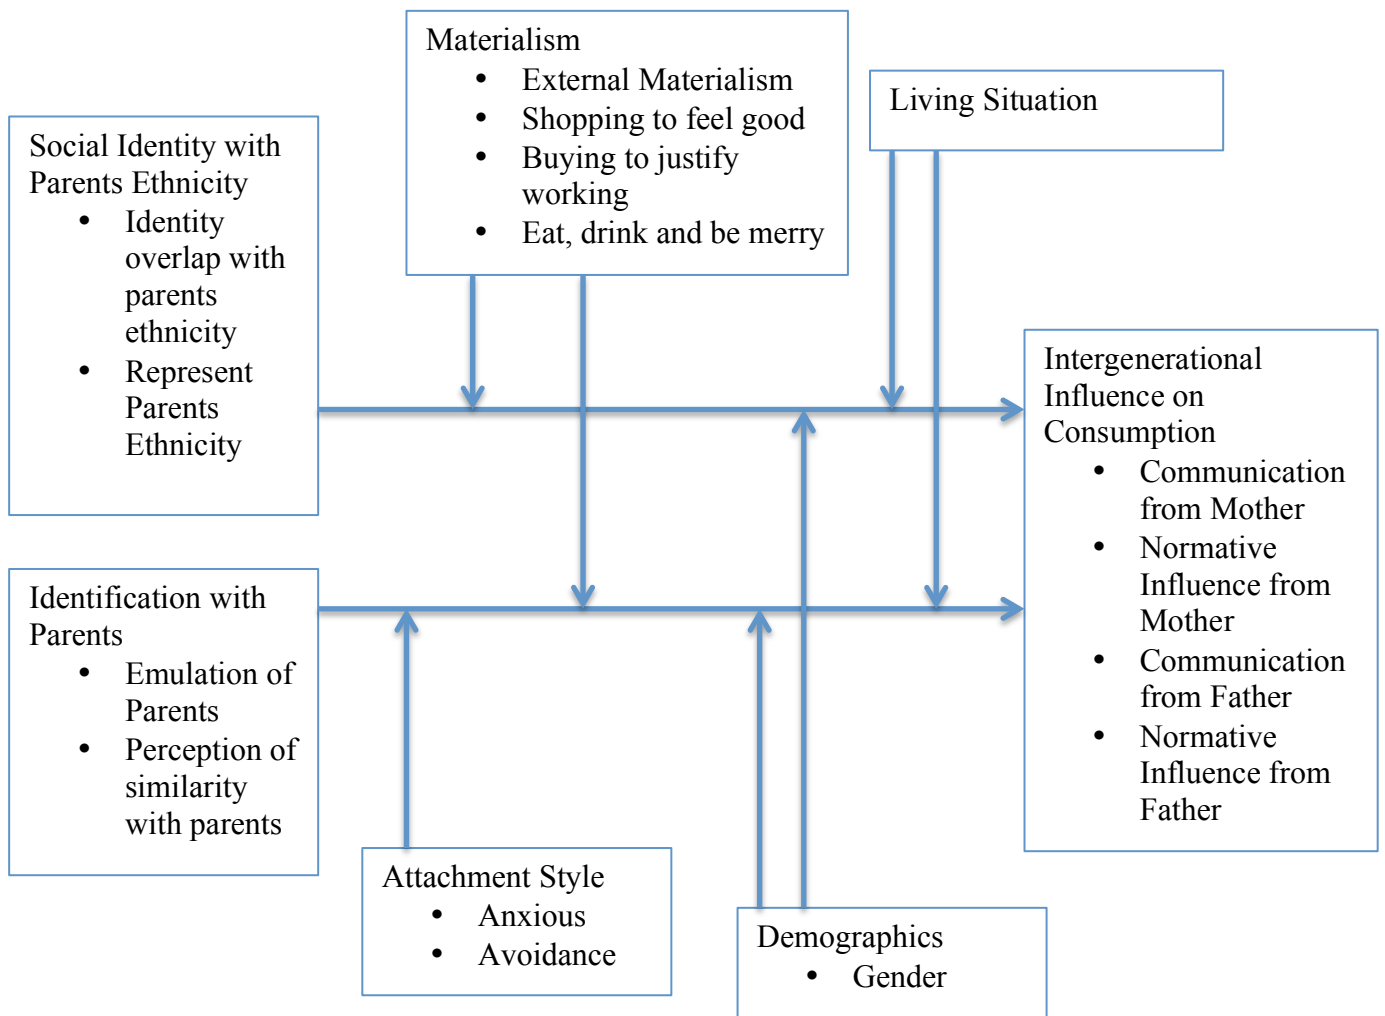 Materialism
• External Materialism
• Shopping to feel good
• Buying to justify
working
• Eat, drink and be merry
Living Situation
Social Identity with
Parents Ethnicity
• Identity
overlap with
parents
ethnicity
• Represent
Parents
Ethnicity
Intergenerational
Influence on
Consumption
• Communication
from Mother
• Normative
Influence from
Mother
• Communication
from Father
• Normative
Influence from
Father
Identification with
Parents
• Emulation of
Parents
• Perception of
similarity
with parents
Attachment Style
• Anxious
• Avoidance
Demographics
• Gender